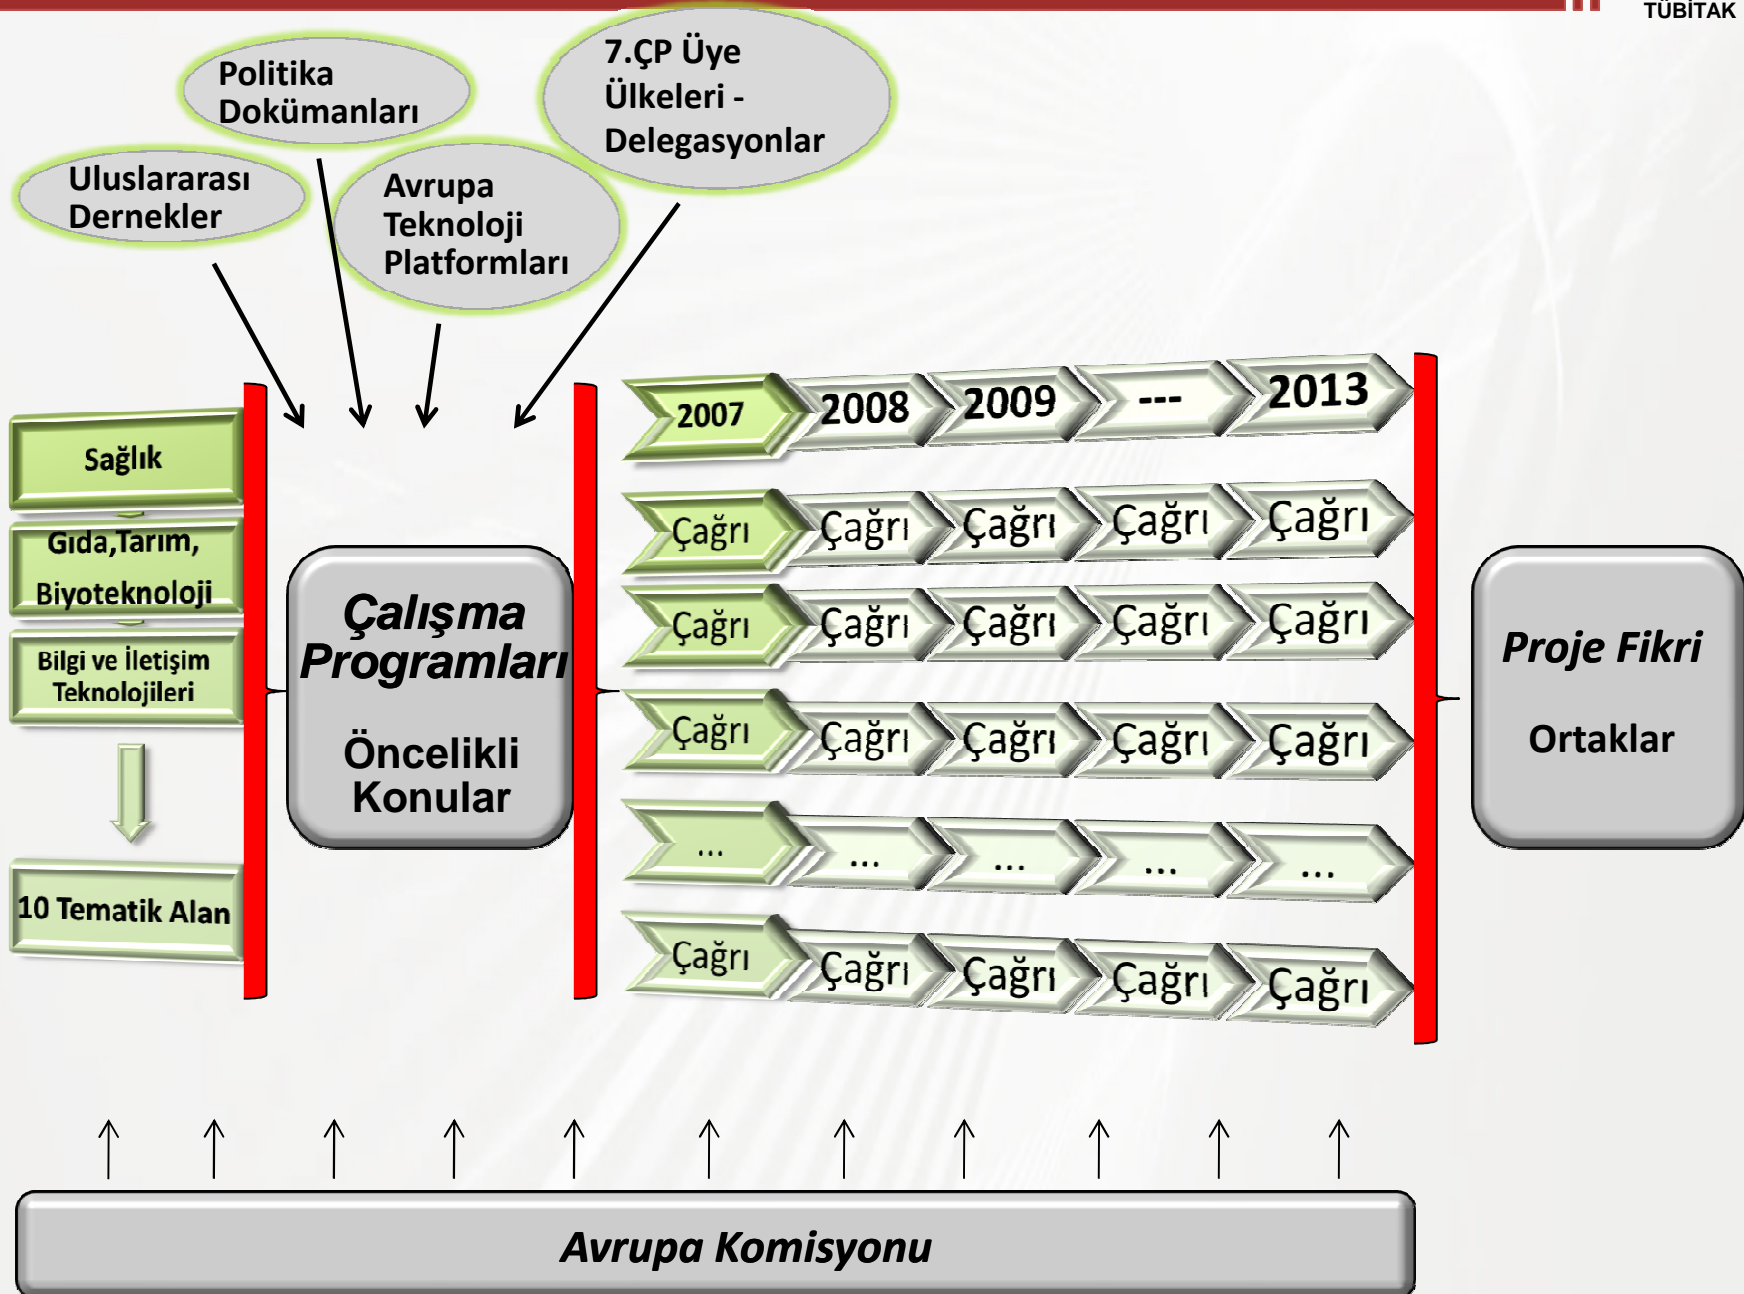 TÜBİTAK
Politika
Dokümanları
7.ÇP Üye
Ülkeleri -
Delegasyonlar
Uluslararası
Dernekler
Avrupa
Teknoloji
Platformları
Sağlık
Gıda,Tarım,
Biyoteknoloji
Bilgi ve İletişim
Teknolojileri
10 Tematik Alan
Çalışma
Programları
Öncelikli
Konular
2007 2008 2009 --- 2013
Çağrı Çağrı Çağrı Çağrı Çağrı
Çağrı Çağrı Çağrı Çağrı Çağrı
Çağrı Çağrı Çağrı Çağrı Çağrı
... ... ... ... ...
Çağrı Çağrı Çağrı Çağrı Çağrı
Proje Fikri
Ortaklar
Avrupa Komisyonu